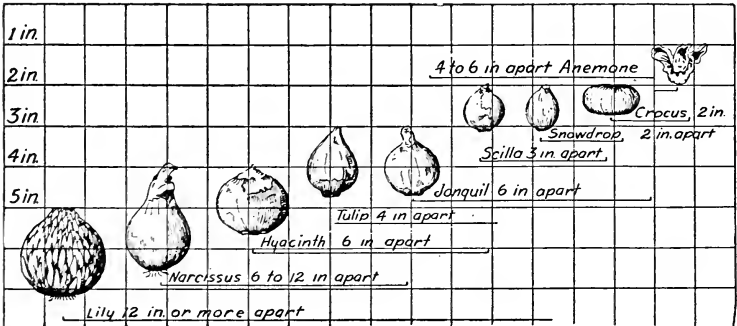 1 in.
2 in.
3 in.
4 in.
5 in.
4 to 6 in apart Anemone
Crocus, 2 in.
Snowdrop, 2 in. apart
Scilla 3 in. apart
Jonquil 6 in apart
Tulip 4 in apart
Hyacinth 6 in apart
Narcissus 6 to 12 in apart
Lily 12 in. or more apart